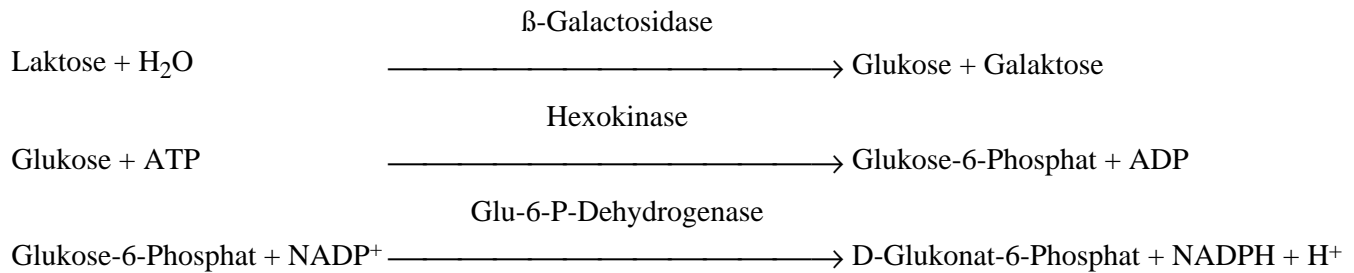 ß-Galactosidase
Laktose + H₂O ⟶ Glukose + Galaktose
Hexokinase
Glukose + ATP ⟶ Glukose-6-Phosphat + ADP
Glu-6-P-Dehydrogenase
Glukose-6-Phosphat + NADP⁺ ⟶ D-Glukonat-6-Phosphat + NADPH + H⁺